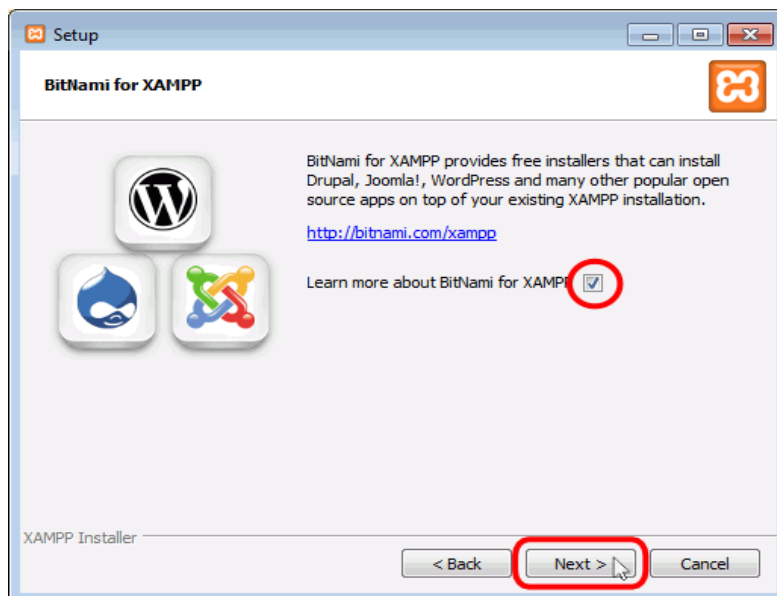 Setup
BitNami for XAMPP
BitNami for XAMPP provides free installers that can install
Drupal, Joomla!, WordPress and many other popular open
source apps on top of your existing XAMPP installation.
http://bitnami.com/xampp
Learn more about BitNami for XAMPP
XAMPP Installer
< Back
Next >
Cancel